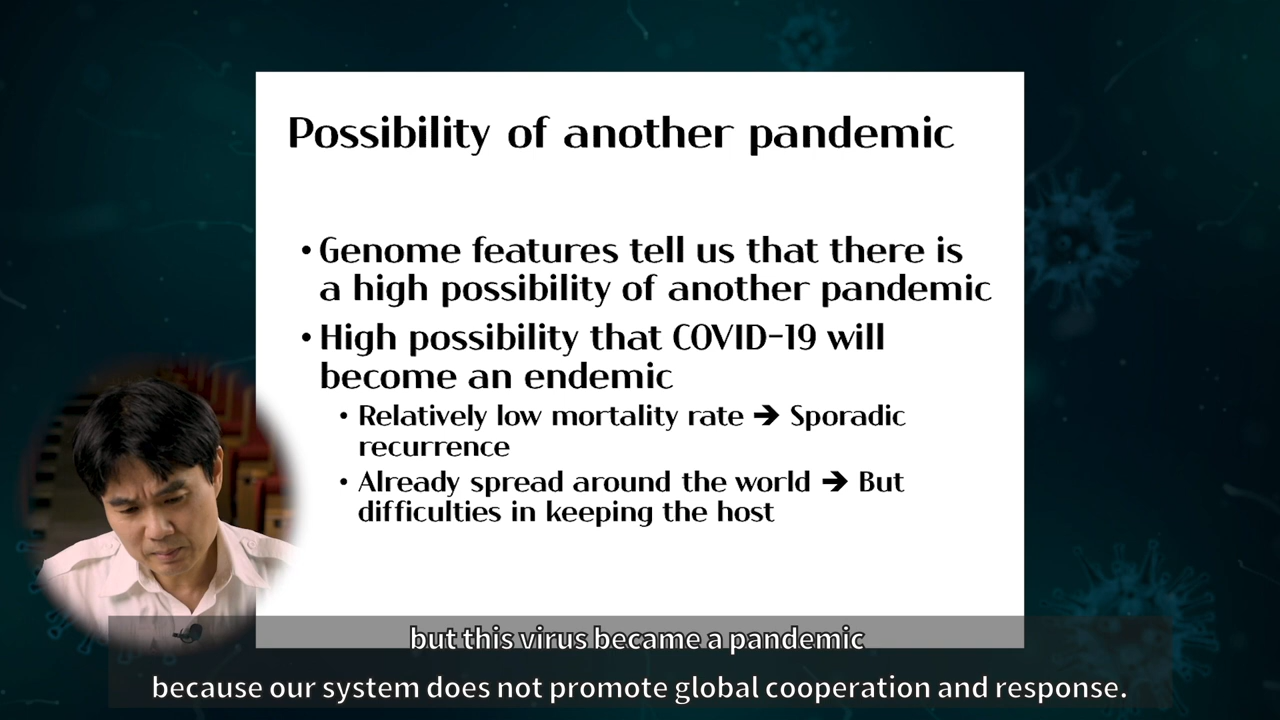 Possibility of another pandemic
• Genome features tell us that there is
a high possibility of another pandemic
• High possibility that COVID-19 will
become an endemic
• Relatively low mortality rate ➔ Sporadic
recurrence
• Already spread around the world ➔ But
difficulties in keeping the host
but this virus became a pandemic
because our system does not promote global cooperation and response.